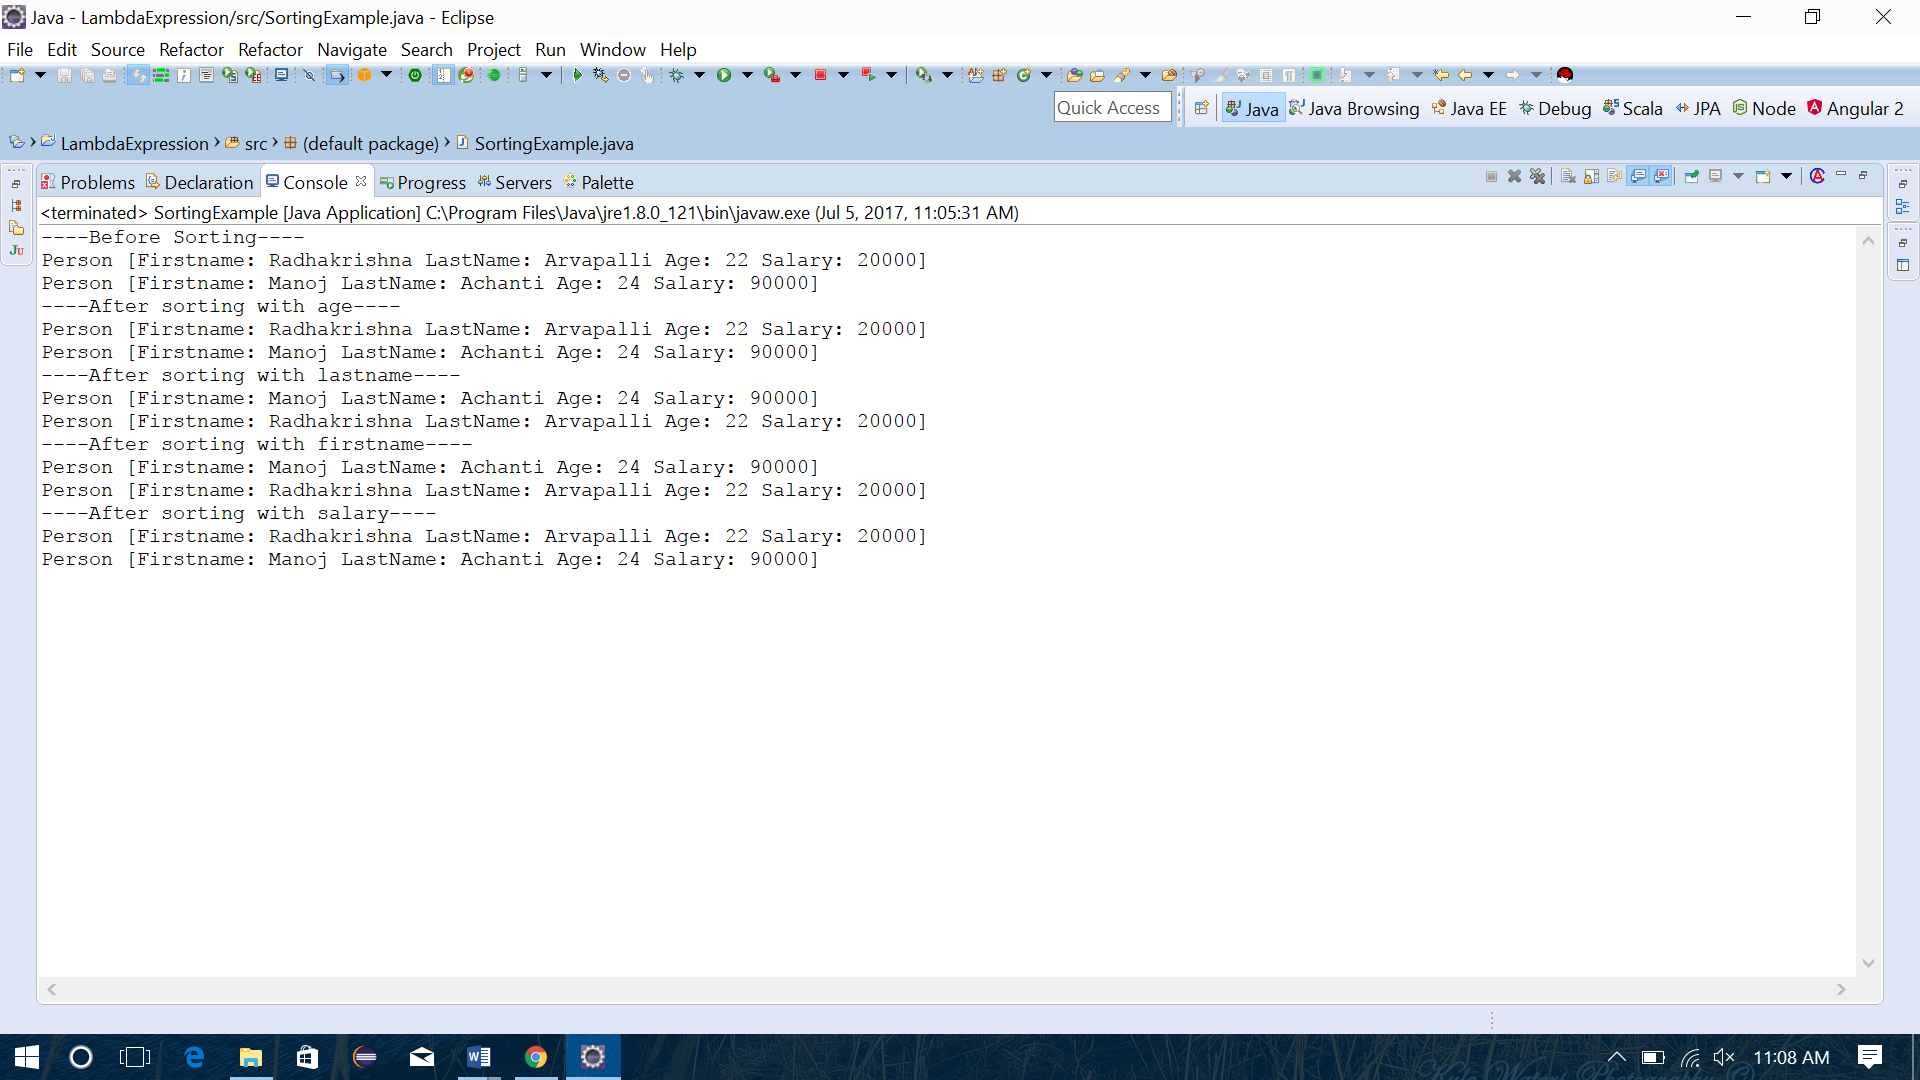 Java - LambdaExpression/src/SortingExample.java - Eclipse
File Edit Source Refactor Refactor Navigate Search Project Run Window Help
Quick Access Java Java Browsing Java EE Debug Scala JPA Node Angular 2
LambdaExpression src (default package) SortingExample.java
Problems Declaration Console Progress Servers Palette
<terminated> SortingExample [Java Application] C:\Program Files\Java\jre1.8.0_121\bin\javaw.exe (Jul 5, 2017, 11:05:31 AM)
----Before Sorting----
Person [Firstname: Radhakrishna LastName: Arvapalli Age: 22 Salary: 20000]
Person [Firstname: Manoj LastName: Achanti Age: 24 Salary: 90000]
----After sorting with age----
Person [Firstname: Radhakrishna LastName: Arvapalli Age: 22 Salary: 20000]
Person [Firstname: Manoj LastName: Achanti Age: 24 Salary: 90000]
----After sorting with lastname----
Person [Firstname: Manoj LastName: Achanti Age: 24 Salary: 90000]
Person [Firstname: Radhakrishna LastName: Arvapalli Age: 22 Salary: 20000]
----After sorting with firstname----
Person [Firstname: Manoj LastName: Achanti Age: 24 Salary: 90000]
Person [Firstname: Radhakrishna LastName: Arvapalli Age: 22 Salary: 20000]
----After sorting with salary----
Person [Firstname: Radhakrishna LastName: Arvapalli Age: 22 Salary: 20000]
Person [Firstname: Manoj LastName: Achanti Age: 24 Salary: 90000]
11:08 AM